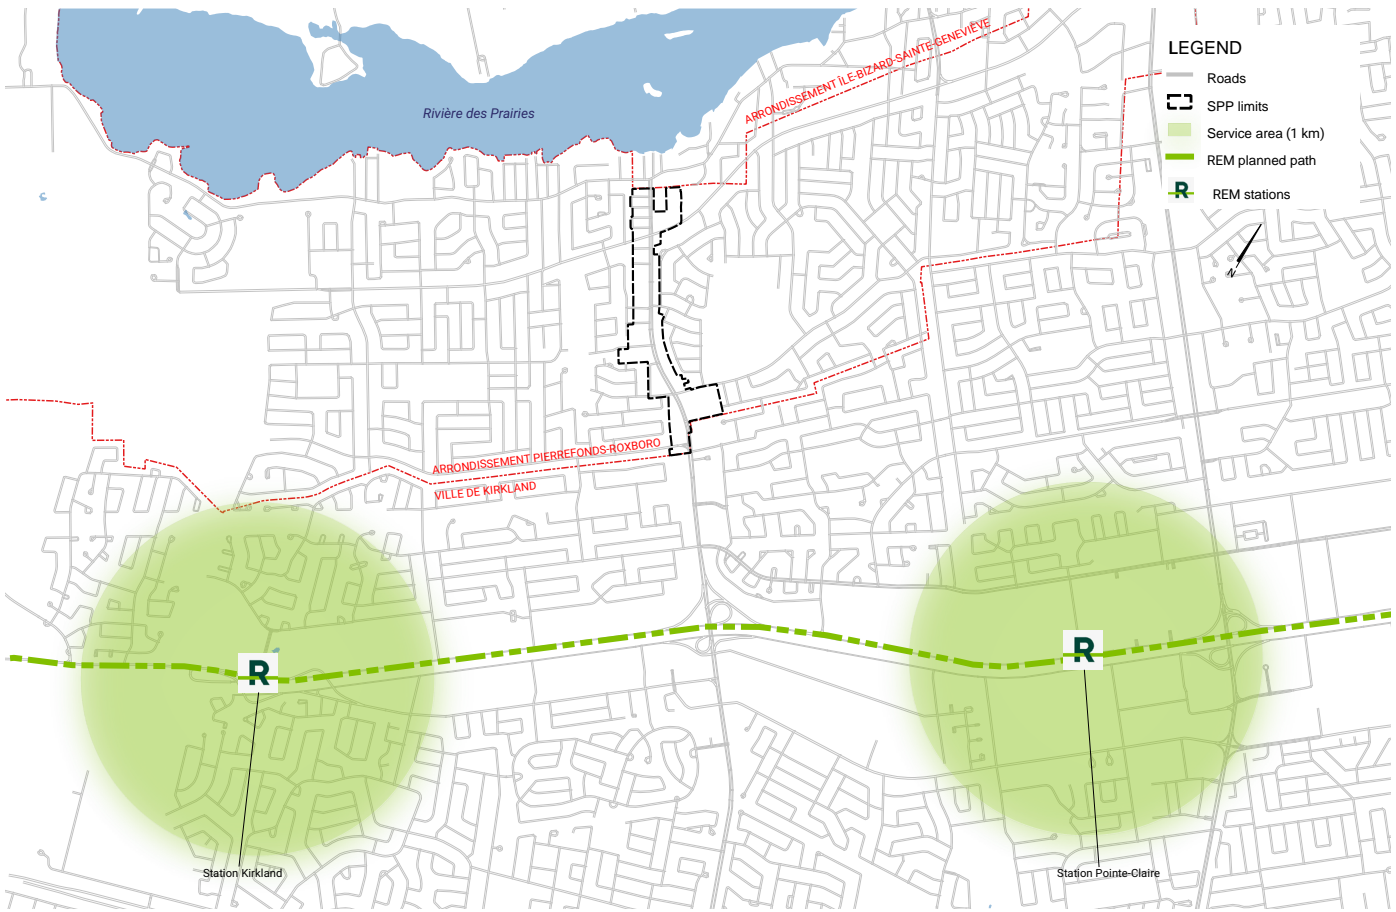 ARRONDISSEMENT ÎLE-BIZARD-SAINTE-GENEVIÈVE
LEGEND
Roads
SPP limits
Service area (1 km)
REM planned path
R
REM stations
Rivière des Prairies
N
ARRONDISSEMENT PIERREFONDS-ROXBORO
VILLE DE KIRKLAND
R
R
Station Kirkland
Station Pointe-Claire